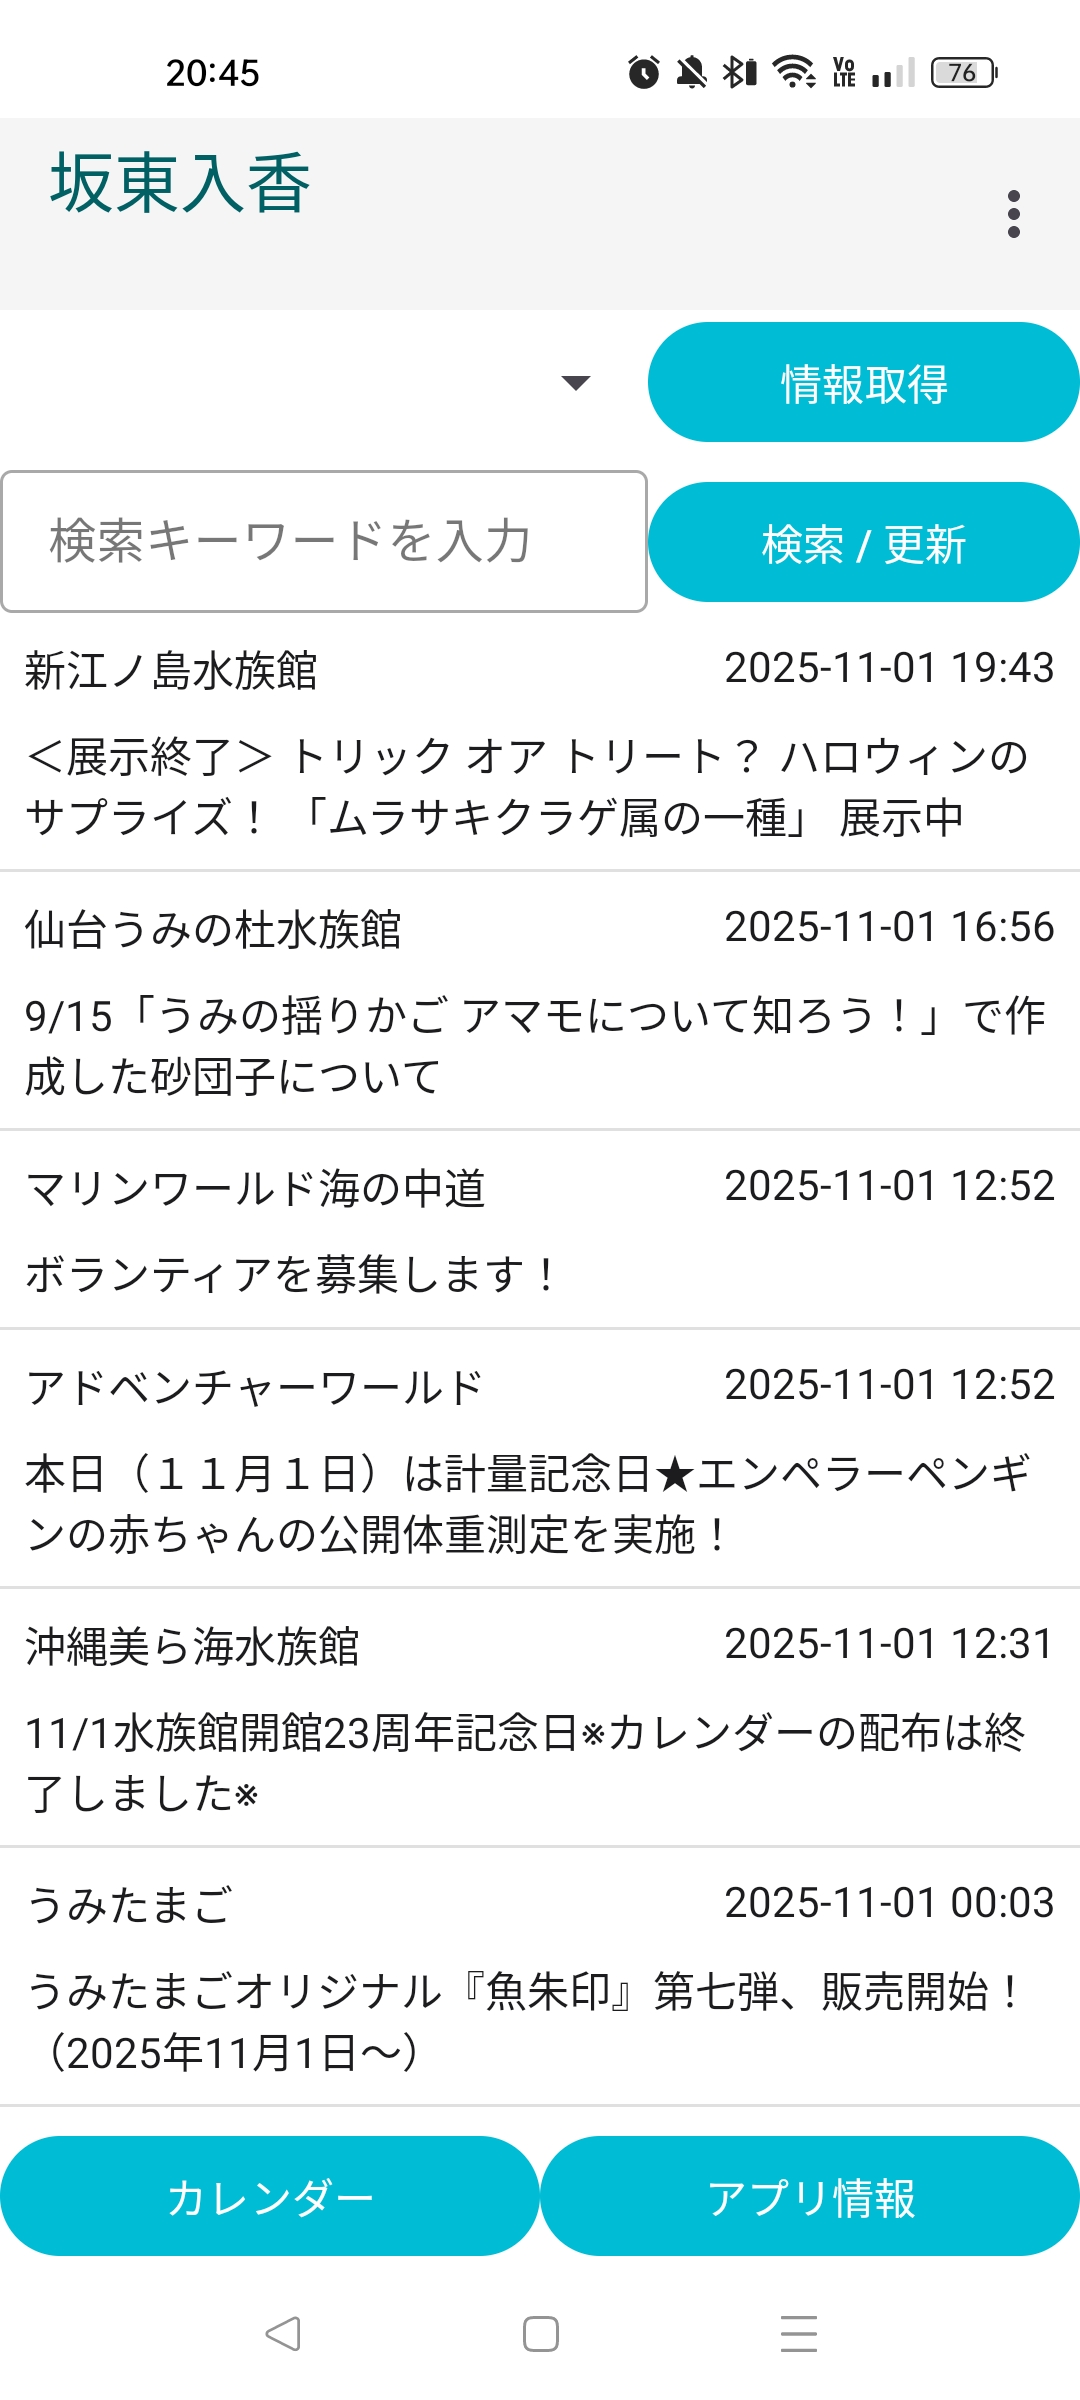 20:45
Vo LTE
76
坂東入香
情報取得
検索キーワードを入力
検索 / 更新
新江ノ島水族館 2025-11-01 19:43
＜展示終了＞ トリック オア トリート？ ハロウィンの
サプライズ！ 「ムラサキクラゲ属の一種」 展示中
仙台うみの杜水族館 2025-11-01 16:56
9/15「うみの揺りかご アマモについて知ろう！」で作
成した砂団子について
マリンワールド海の中道 2025-11-01 12:52
ボランティアを募集します！
アドベンチャーワールド 2025-11-01 12:52
本日（１１月１日）は計量記念日★エンペラーペンギ
ンの赤ちゃんの公開体重測定を実施！
沖縄美ら海水族館 2025-11-01 12:31
11/1水族館開館23周年記念日※カレンダーの配布は終
了しました※
うみたまご 2025-11-01 00:03
うみたまごオリジナル『魚朱印』第七弾、販売開始！
（2025年11月1日～）
カレンダー
アプリ情報